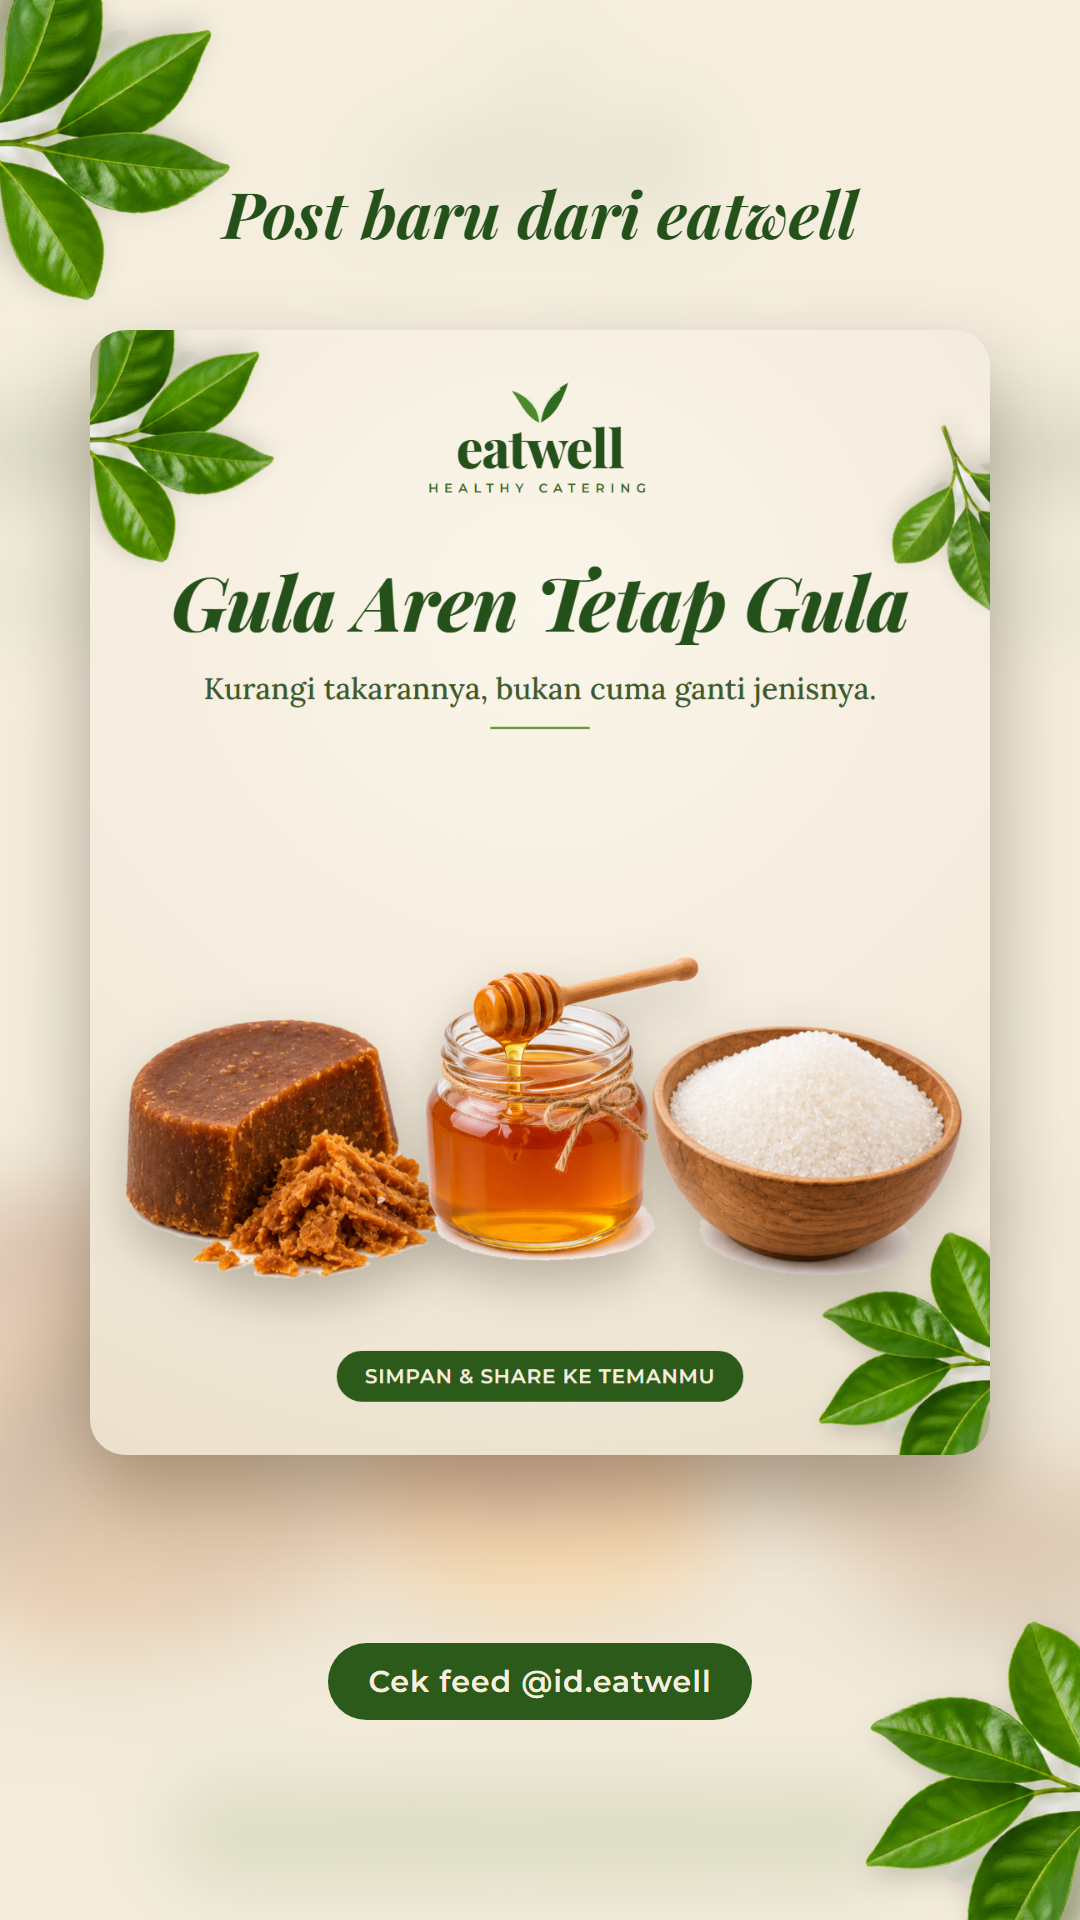 Post baru dari eatwell
eatwell
HEALTHY CATERING
Gula Aren Tetap Gula
Kurangi takarannya, bukan cuma ganti jenisnya.
SIMPAN & SHARE KE TEMANMU
Cek feed @id.eatwell